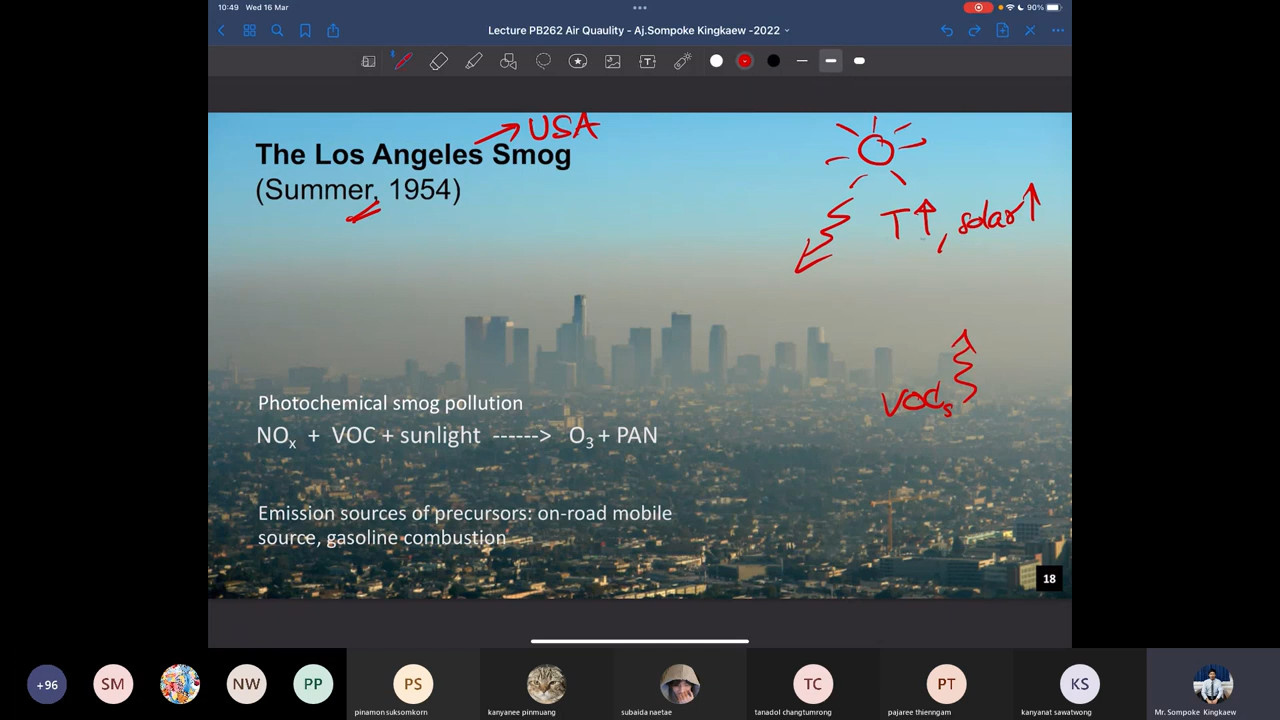 10:49 Wed 16 Mar
90%
Lecture PB262 Air Quaulity - Aj.Sompoke Kingkaew -2022
USA
The Los Angeles Smog
(Summer, 1954)
T↑, solar↑
VOCs
Photochemical smog pollution
NOx + VOC + sunlight ------> O3 + PAN
Emission sources of precursors: on-road mobile
source, gasoline combustion
18
+96
SM
NW
PP
PS
TC
PT
KS
pinamon suksomkorn
kanyanee pinmuang
subaida naetae
tanadol changtumrong
pajaree thienngam
kanyanat sawatwong
Mr. Sompoke Kingkaew